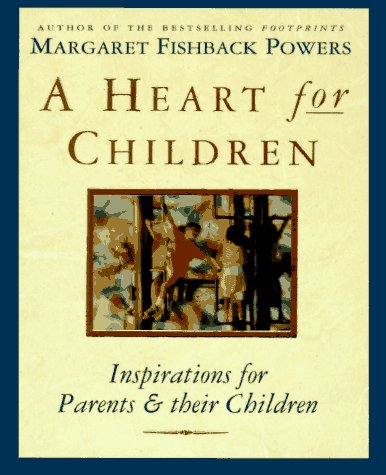 AUTHOR OF THE BESTSELLING FOOTPRINTS
MARGARET FISHBACK POWERS
A HEART for
CHILDREN
Inspirations for
Parents & their Children